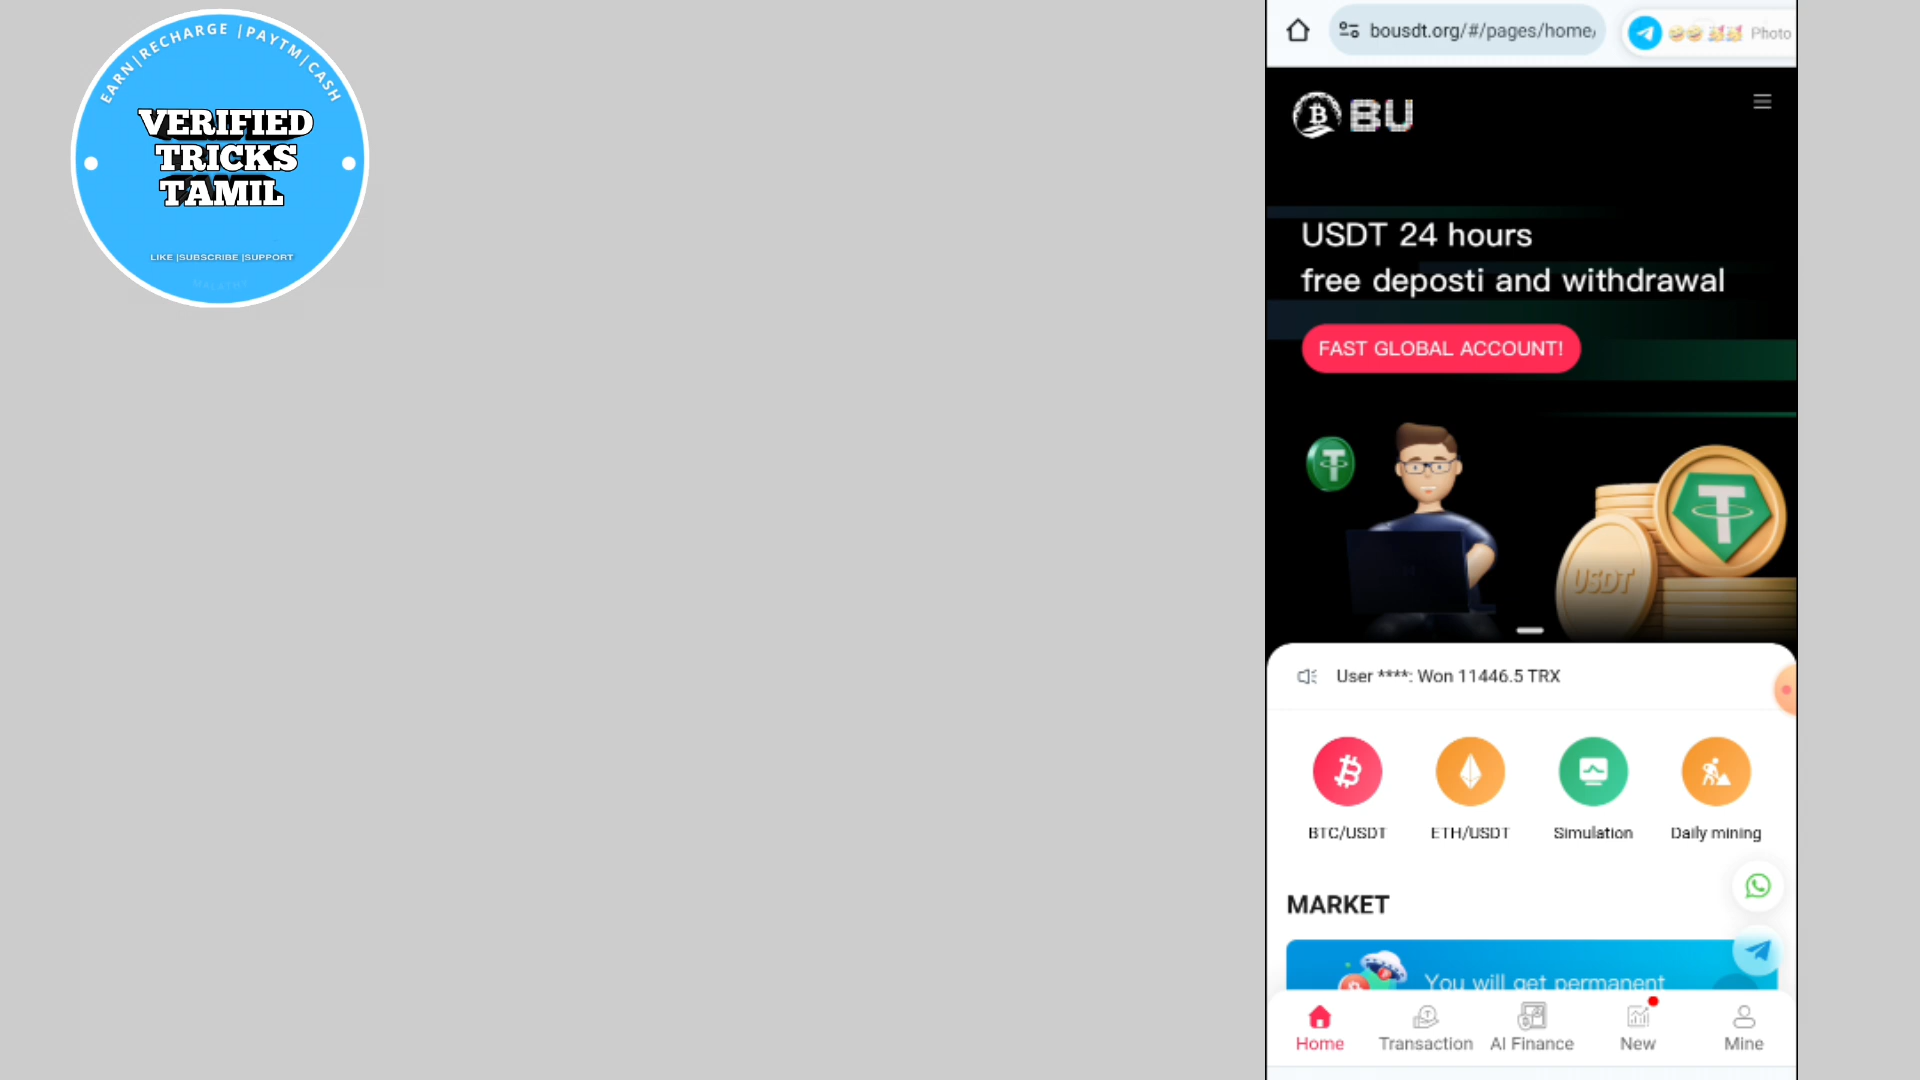 EARN|RECHARGE |PAYTM|CASH
VERIFIED
TRICKS
TAMIL
LIKE |SUBSCRIBE |SUPPORT
bousdt.org/#/pages/home/
Photo
BU
USDT 24 hours
free deposti and withdrawal
FAST GLOBAL ACCOUNT!
USDT
User ****: Won 11446.5 TRX
BTC/USDT
ETH/USDT
Simulation
Daily mining
MARKET
You will get permanent
Home
Transaction
AI Finance
New
Mine